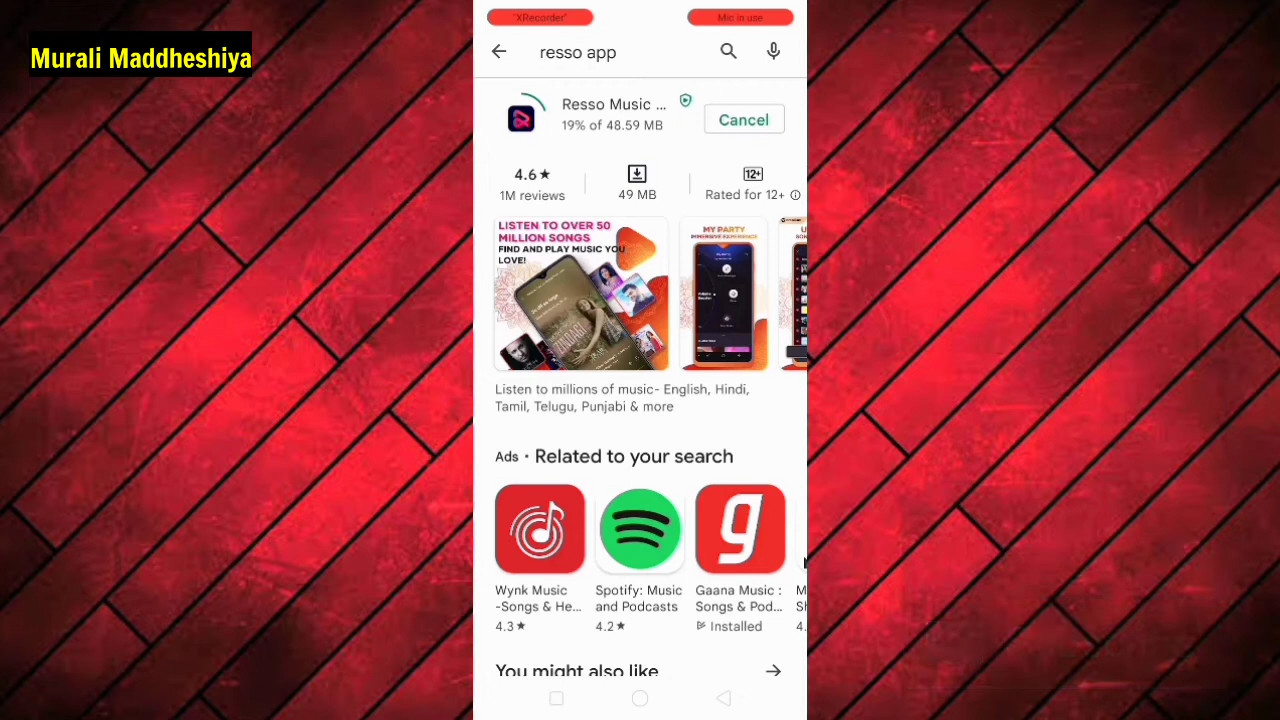 Murali Maddheshiya
"XRecorder"
Mic in use
resso app
Resso Music ...
19% of 48.59 MB
Cancel
4.6★
1M reviews
49 MB
12+
Rated for 12+
LISTEN TO OVER 50
MILLION SONGS
FIND AND PLAY MUSIC YOU
LOVE!
MY PARTY
Listen to millions of music- English, Hindi,
Tamil, Telugu, Punjabi & more
Ads • Related to your search
Wynk Music
-Songs & He...
4.3★
Spotify: Music
and Podcasts
4.2★
g
Gaana Music :
Songs & Pod...
Installed
You might also like